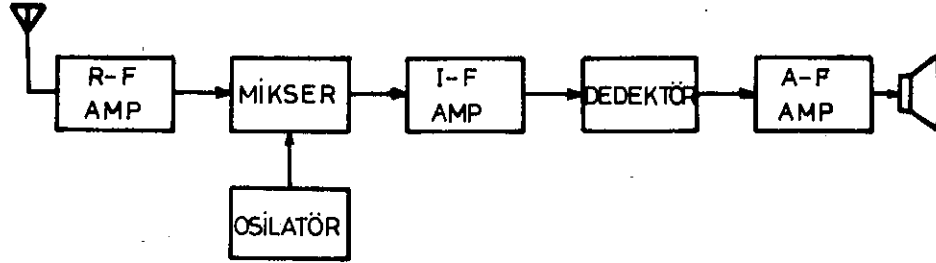 R-F
AMP
MİKSER
I-F
AMP
DEDEKTÖR
A-F
AMP
OSİLATÖR